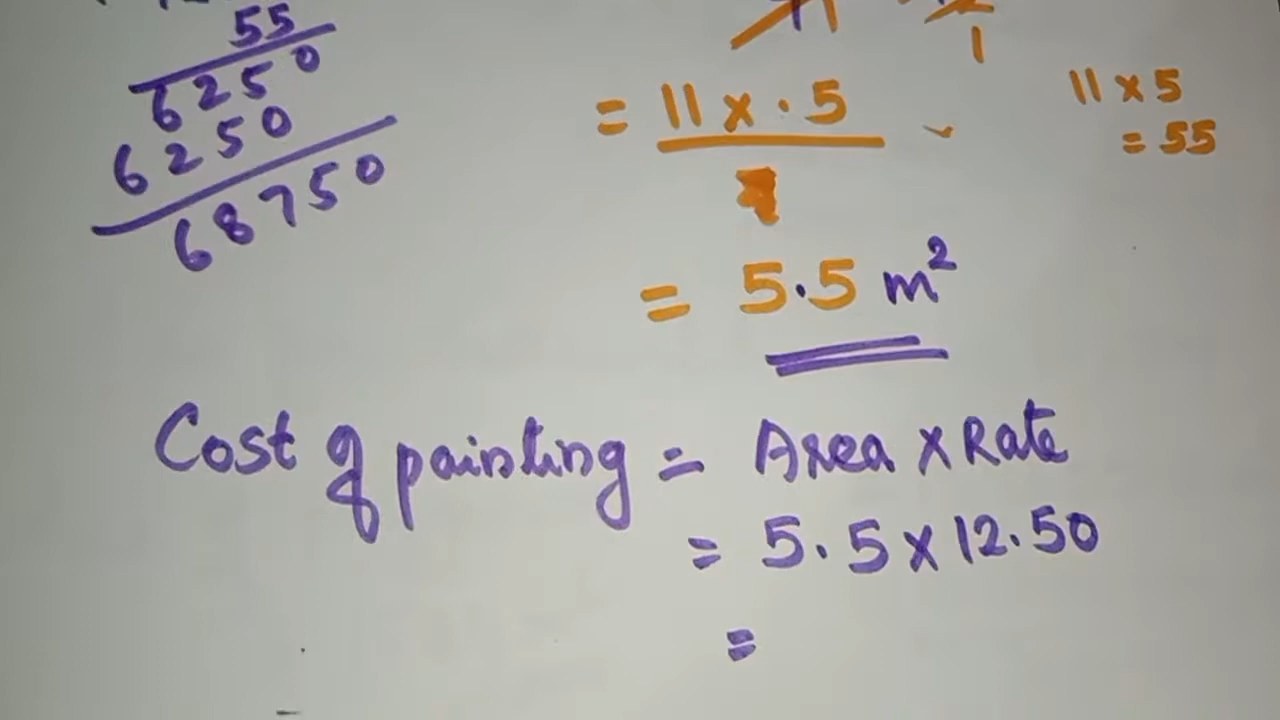 55
6250
6250
68750
1
= 11 x .5
= 5.5 m²
11 x 5
= 55
Cost of painting = Area x Rate
= 5.5 x 12.50
=